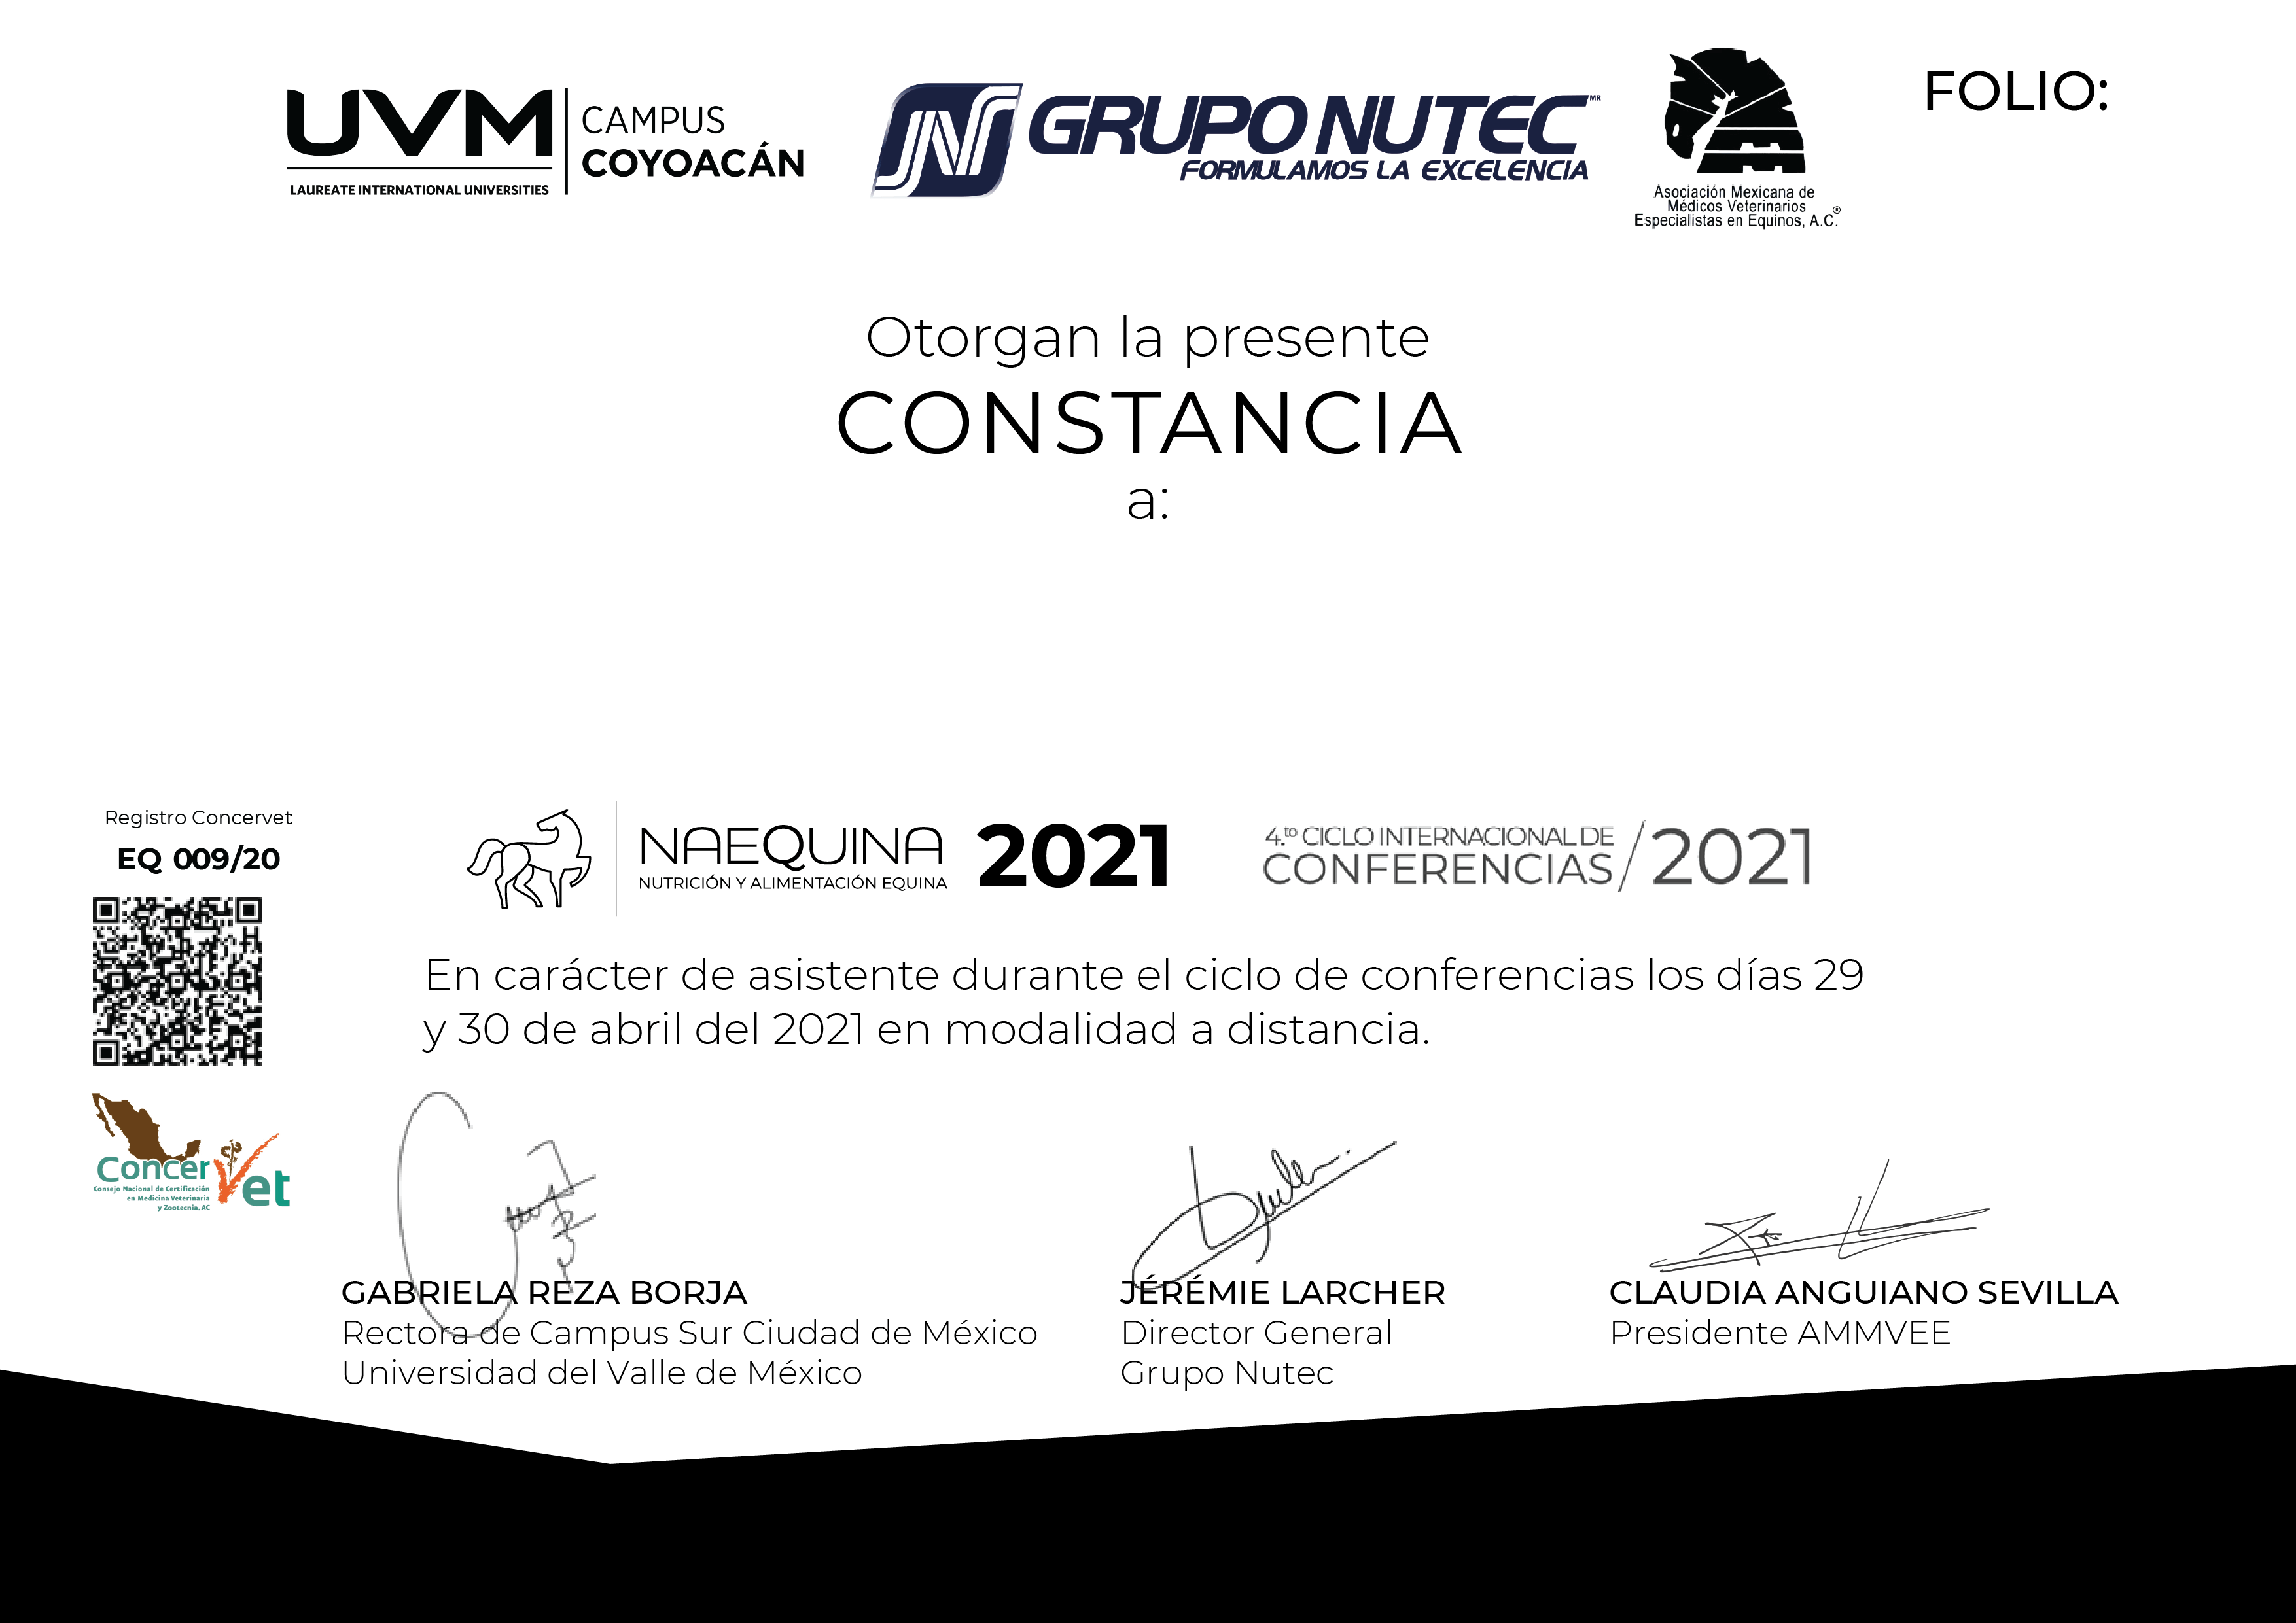 UVM
LAUREATE INTERNATIONAL UNIVERSITIES
CAMPUS
COYOACÁN
GRUPO NUTEC MR
FORMULAMOS LA EXCELENCIA
Asociación Mexicana de
Médicos Veterinarios
Especialistas en Equinos, A.C.®
FOLIO:
Otorgan la presente
CONSTANCIA
a:
Registro Concervet
EQ 009/20
NAEQUINA 2021
NUTRICIÓN Y ALIMENTACIÓN EQUINA
4.to CICLO INTERNACIONAL DE
CONFERENCIAS/2021
En carácter de asistente durante el ciclo de conferencias los días 29
y 30 de abril del 2021 en modalidad a distancia.
ConcerVet
Consejo Nacional de Certificación
en Medicina Veterinaria
y Zootecnia, AC
GABRIELA REZA BORJA
Rectora de Campus Sur Ciudad de México
Universidad del Valle de México
JÉRÉMIE LARCHER
Director General
Grupo Nutec
CLAUDIA ANGUIANO SEVILLA
Presidente AMMVEE